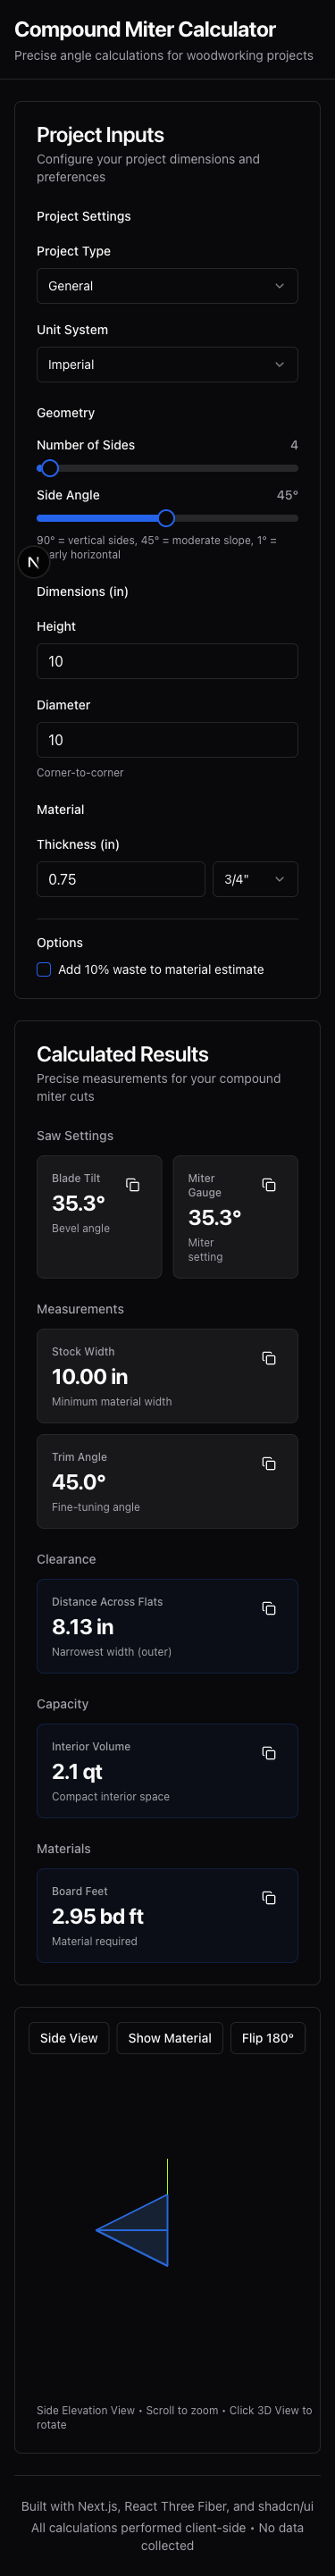 Compound Miter Calculator
Precise angle calculations for woodworking projects
Project Inputs
Configure your project dimensions and
preferences
Project Settings
Project Type
General
Unit System
Imperial
Geometry
Number of Sides 4
Side Angle 45°
90° = vertical sides, 45° = moderate slope, 1° =
arly horizontal
N
Dimensions (in)
Height
10
Diameter
10
Corner-to-corner
Material
Thickness (in)
0.75 3/4"
Options
Add 10% waste to material estimate
Calculated Results
Precise measurements for your compound
miter cuts
Saw Settings
Blade Tilt
35.3°
Bevel angle
Miter
Gauge
35.3°
Miter
setting
Measurements
Stock Width
10.00 in
Minimum material width
Trim Angle
45.0°
Fine-tuning angle
Clearance
Distance Across Flats
8.13 in
Narrowest width (outer)
Capacity
Interior Volume
2.1 qt
Compact interior space
Materials
Board Feet
2.95 bd ft
Material required
Side View Show Material Flip 180°
Side Elevation View • Scroll to zoom • Click 3D View to
rotate
Built with Next.js, React Three Fiber, and shadcn/ui
All calculations performed client-side • No data
collected